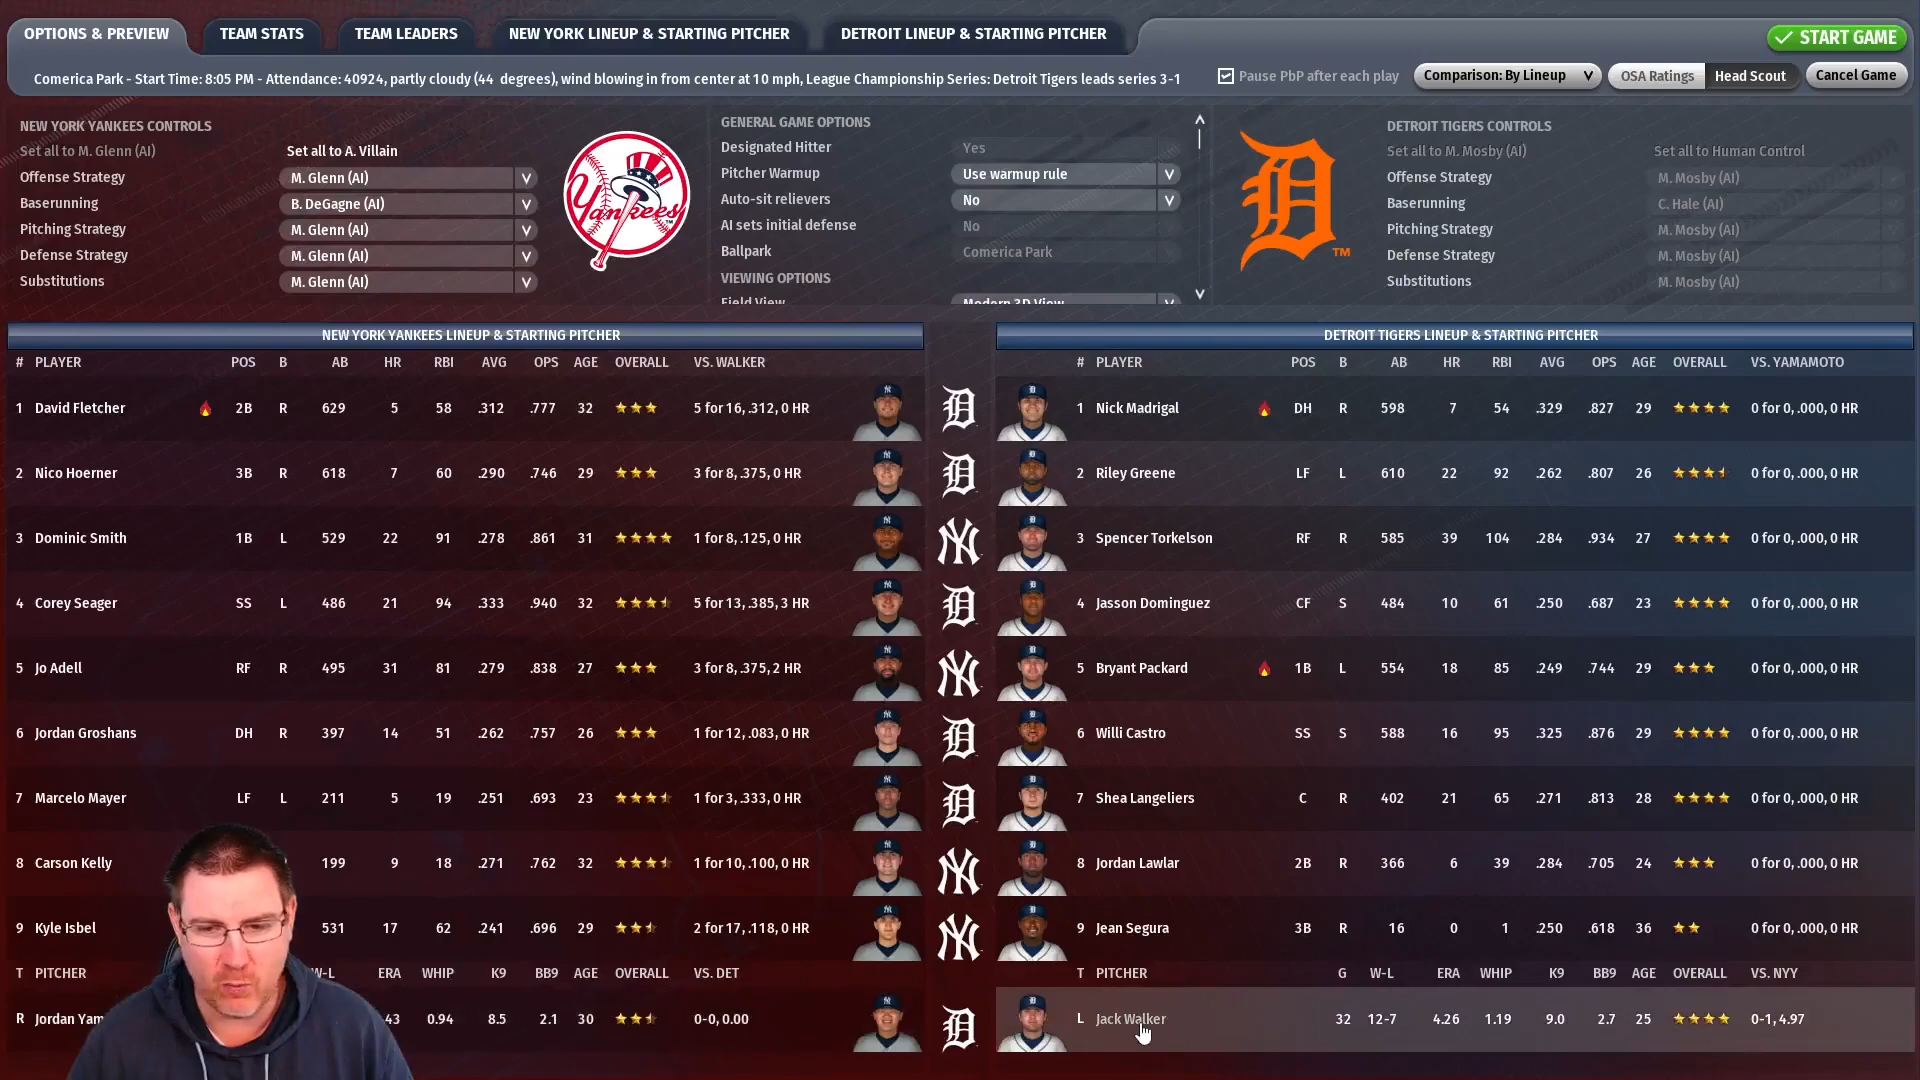 OPTIONS & PREVIEW TEAM STATS TEAM LEADERS NEW YORK LINEUP & STARTING PITCHER DETROIT LINEUP & STARTING PITCHER START GAME
Comerica Park - Start Time: 8:05 PM - Attendance: 40924, partly cloudy (44 degrees), wind blowing in from center at 10 mph, League Championship Series: Detroit Tigers leads series 3-1 Pause PbP after each play Comparison: By Lineup OSA Ratings Head Scout Cancel Game
NEW YORK YANKEES CONTROLS
Set all to M. Glenn (AI) Set all to A. Villain
Offense Strategy M. Glenn (AI)
Baserunning B. DeGagne (AI)
Pitching Strategy M. Glenn (AI)
Defense Strategy M. Glenn (AI)
Substitutions M. Glenn (AI)
Yankees
GENERAL GAME OPTIONS
Designated Hitter Yes
Pitcher Warmup Use warmup rule
Auto-sit relievers No
AI sets initial defense No
Ballpark Comerica Park
VIEWING OPTIONS
Field View Modern 3D View
D TM
DETROIT TIGERS CONTROLS
Set all to M. Mosby (AI) Set all to Human Control
Offense Strategy M. Mosby (AI)
Baserunning C. Hale (AI)
Pitching Strategy M. Mosby (AI)
Defense Strategy M. Mosby (AI)
Substitutions M. Mosby (AI)
NEW YORK YANKEES LINEUP & STARTING PITCHER
# PLAYER POS B AB HR RBI AVG OPS AGE OVERALL VS. WALKER
1 David Fletcher 2B R 629 5 58 .312 .777 32 5 for 16, .312, 0 HR
2 Nico Hoerner 3B R 618 7 60 .290 .746 29 3 for 8, .375, 0 HR
3 Dominic Smith 1B L 529 22 91 .278 .861 31 1 for 8, .125, 0 HR
4 Corey Seager SS L 486 21 94 .333 .940 32 5 for 13, .385, 3 HR
5 Jo Adell RF R 495 31 81 .279 .838 27 3 for 8, .375, 2 HR
6 Jordan Groshans DH R 397 14 51 .262 .757 26 1 for 12, .083, 0 HR
7 Marcelo Mayer LF L 211 5 19 .251 .693 23 1 for 3, .333, 0 HR
8 Carson Kelly 199 9 18 .271 .762 32 1 for 10, .100, 0 HR
9 Kyle Isbel 531 17 62 .241 .696 29 2 for 17, .118, 0 HR
T PITCHER W-L ERA WHIP K9 BB9 AGE OVERALL VS. DET
R Jordan Yam 43 0.94 8.5 2.1 30 0-0, 0.00
D
D
NY
D
NY
D
D
NY
NY
D
DETROIT TIGERS LINEUP & STARTING PITCHER
# PLAYER POS B AB HR RBI AVG OPS AGE OVERALL VS. YAMAMOTO
1 Nick Madrigal DH R 598 7 54 .329 .827 29 0 for 0, .000, 0 HR
2 Riley Greene LF L 610 22 92 .262 .807 26 0 for 0, .000, 0 HR
3 Spencer Torkelson RF R 585 39 104 .284 .934 27 0 for 0, .000, 0 HR
4 Jasson Dominguez CF S 484 10 61 .250 .687 23 0 for 0, .000, 0 HR
5 Bryant Packard 1B L 554 18 85 .249 .744 29 0 for 0, .000, 0 HR
6 Willi Castro SS S 588 16 95 .325 .876 29 0 for 0, .000, 0 HR
7 Shea Langeliers C R 402 21 65 .271 .813 28 0 for 0, .000, 0 HR
8 Jordan Lawlar 2B R 366 6 39 .284 .705 24 0 for 0, .000, 0 HR
9 Jean Segura 3B R 16 0 1 .250 .618 36 0 for 0, .000, 0 HR
T PITCHER G W-L ERA WHIP K9 BB9 AGE OVERALL VS. NYY
L Jack Walker 32 12-7 4.26 1.19 9.0 2.7 25 0-1, 4.97